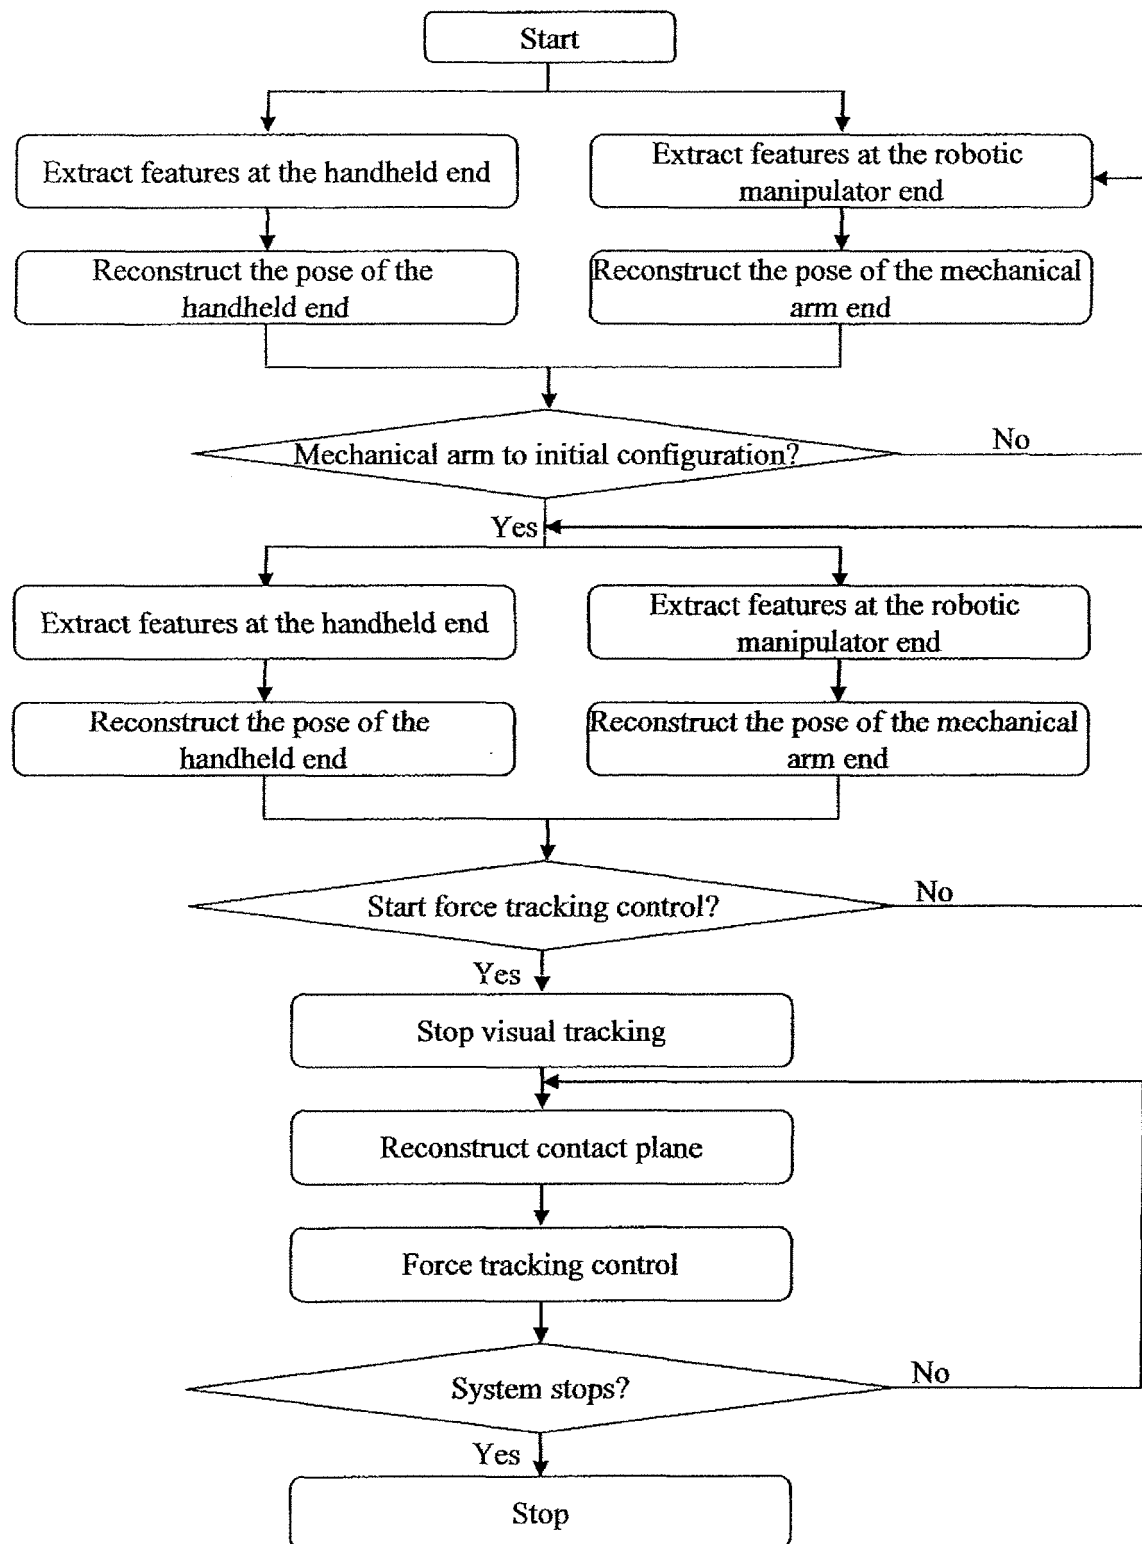 Start
Extract features at the handheld end
Extract features at the robotic
manipulator end
Reconstruct the pose of the
handheld end
Reconstruct the pose of the mechanical
arm end
Mechanical arm to initial configuration?
No
Yes
Extract features at the handheld end
Extract features at the robotic
manipulator end
Reconstruct the pose of the
handheld end
Reconstruct the pose of the mechanical
arm end
Start force tracking control?
No
Yes
Stop visual tracking
Reconstruct contact plane
Force tracking control
System stops?
No
Yes
Stop